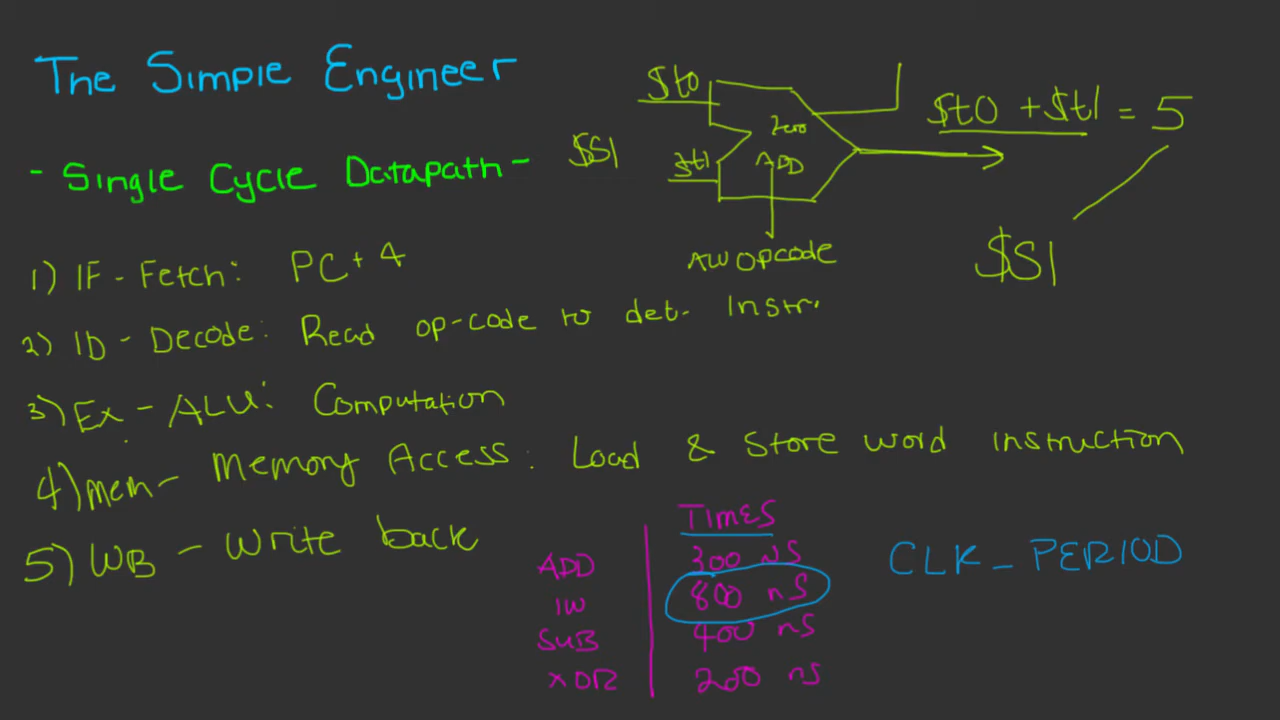 The Simple Engineer
- Single Cycle Datapath -
1) IF - Fetch: PC + 4
2) ID - Decode: Read op-code to det. Instr.
3) Ex - ALU: Computation
4) mem - Memory Access: Load & Store word instruction
5) WB - Write back
$t0
$t1
$S1
Zero
ADD
opcode
$t0 + $t1 = 5
$S1
TIMES
ADD 300 NS
lw 800 nS
SUB 400 nS
XOR 200 nS
CLK_PERIOD